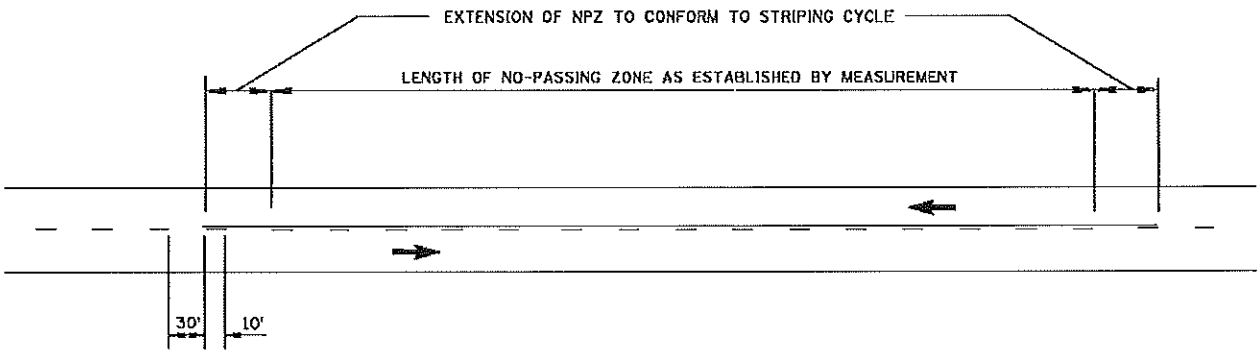 EXTENSION OF NPZ TO CONFORM TO STRIPING CYCLE
LENGTH OF NO-PASSING ZONE AS ESTABLISHED BY MEASUREMENT
30' 10'